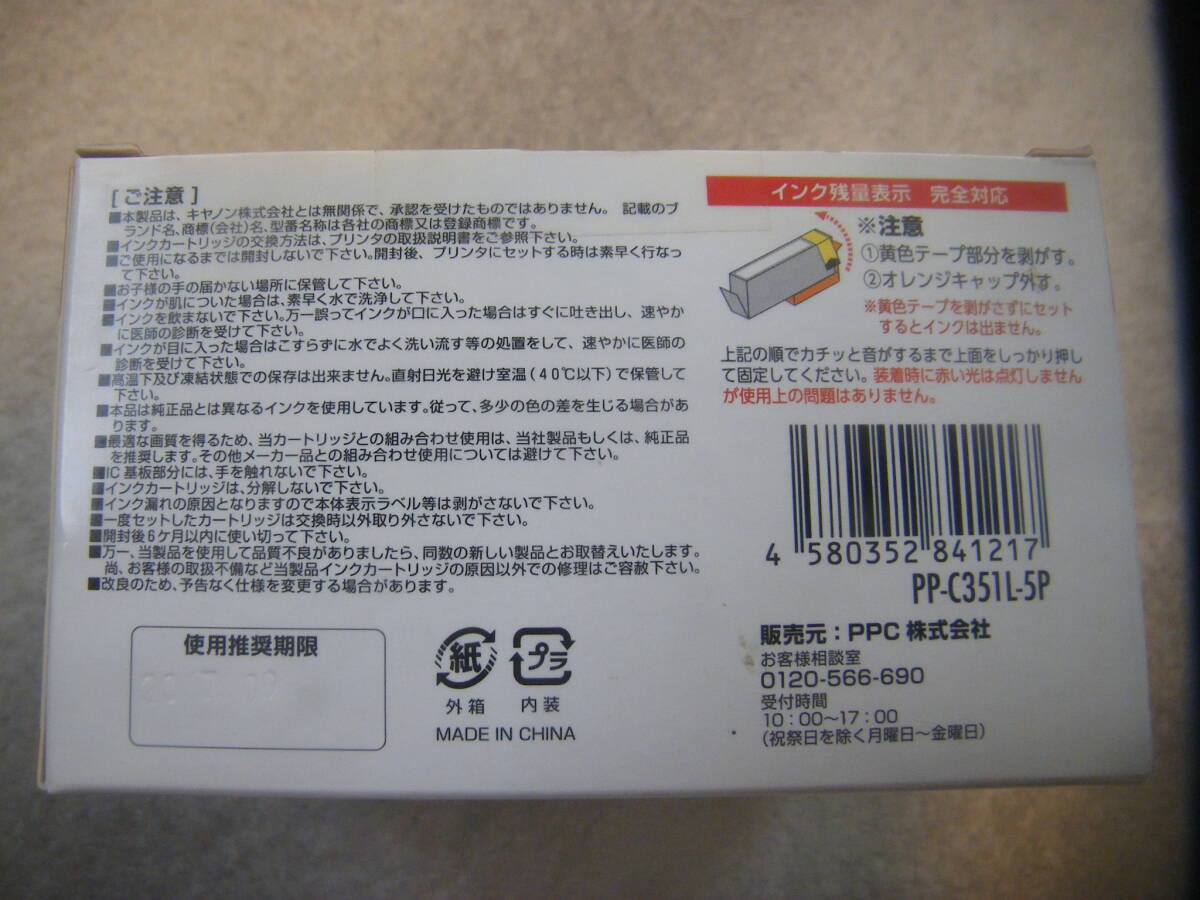 [ご注意]
■本製品は、キヤノン株式会社とは無関係で、承認を受けたものではありません。 記載のブ
ランド名、商標(会社)名、型番名称は各社の商標又は登録商標です。
■インクカートリッジの交換方法は、プリンタの取扱説明書をご参照下さい。
■ご使用になるまでは開封しないで下さい。開封後、プリンタにセットする時は素早く行なっ
て下さい。
■お子様の手の届かない場所に保管して下さい。
■インクが肌についた場合は、素早く水で洗浄して下さい。
■インクを飲まないで下さい。万一誤ってインクが口に入った場合はすぐに吐き出し、速やか
に医師の診断を受けて下さい。
■インクが目に入った場合はこすらずに水でよく洗い流す等の処置をして、速やかに医師の
診断を受けて下さい。
■高温下及び凍結状態での保存は出来ません。直射日光を避け室温(40℃以下)で保管して
下さい。
■本品は純正品とは異なるインクを使用しています。従って、多少の色の差を生じる場合があ
ります。
■最適な画質を得るため、当カートリッジとの組み合わせ使用は、当社製品もしくは、純正品
を推奨します。その他メーカー品との組み合わせ使用については避けて下さい。
■IC基板部分には、手を触れないで下さい。
■インクカートリッジは、分解しないで下さい。
■インク漏れの原因となりますので本体表示ラベル等は剥がさないで下さい。
■一度セットしたカートリッジは交換時以外取り外さないで下さい。
■開封後6ケ月以内に使い切って下さい。
■万一、当製品を使用して品質不良がありましたら、同数の新しい製品とお取替えいたします。
尚、お客様の取扱不備など当製品インクカートリッジの原因以外での修理はご容赦下さい。
■改良のため、予告なく仕様を変更する場合があります。
使用推奨期限
紙
外箱
プラ
内装
MADE IN CHINA
インク残量表示 完全対応
※注意
①黄色テープ部分を剥がす。
②オレンジキャップ外す。
※黄色テープを剥がさずにセット
するとインクは出ません。
上記の順でカチッと音がするまで上面をしっかり押し
て固定してください。装着時に赤い光は点灯しません
が使用上の問題はありません。
4 580352 841217
PP-C351L-5P
販売元:PPC 株式会社
お客様相談室
0120-566-690
受付時間
10:00〜17:00
(祝祭日を除く月曜日〜金曜日)